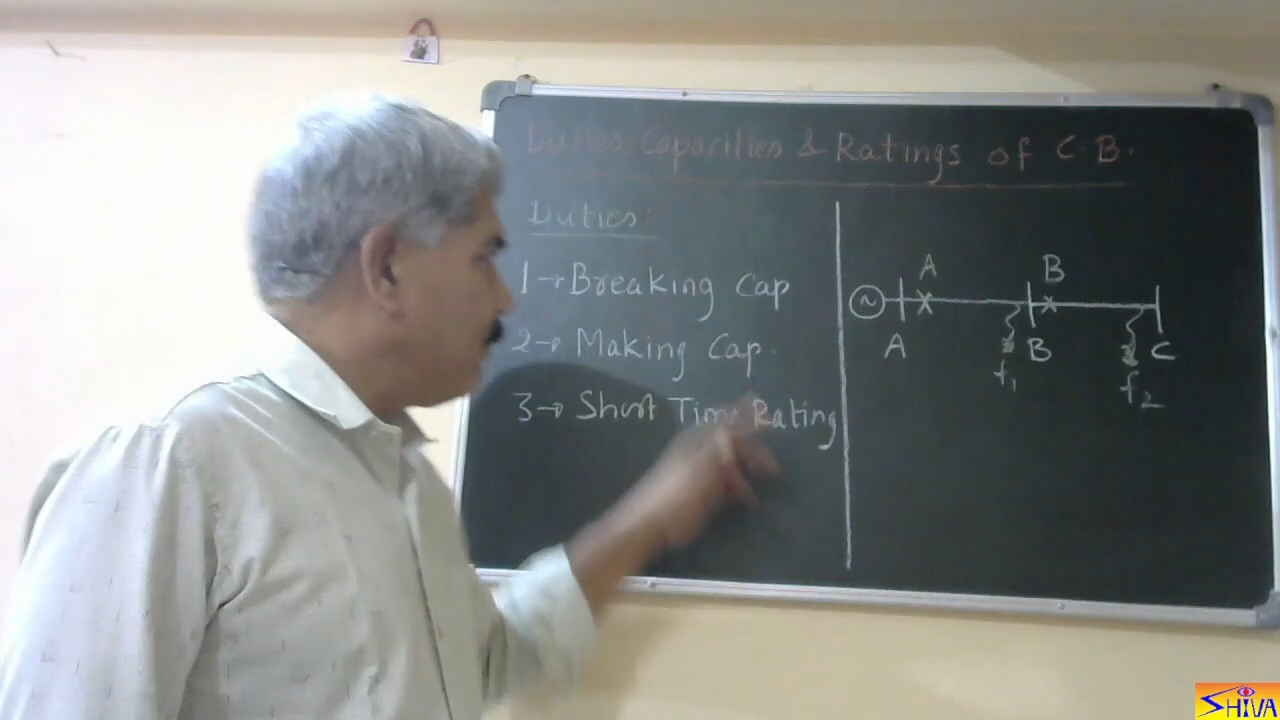 Duties Capacities & Ratings of C.B.
Duties:
1→ Breaking Cap
2→ Making Cap.
3→ Short Time Rating
A B
~
A B C
f1
f2
SHIVA